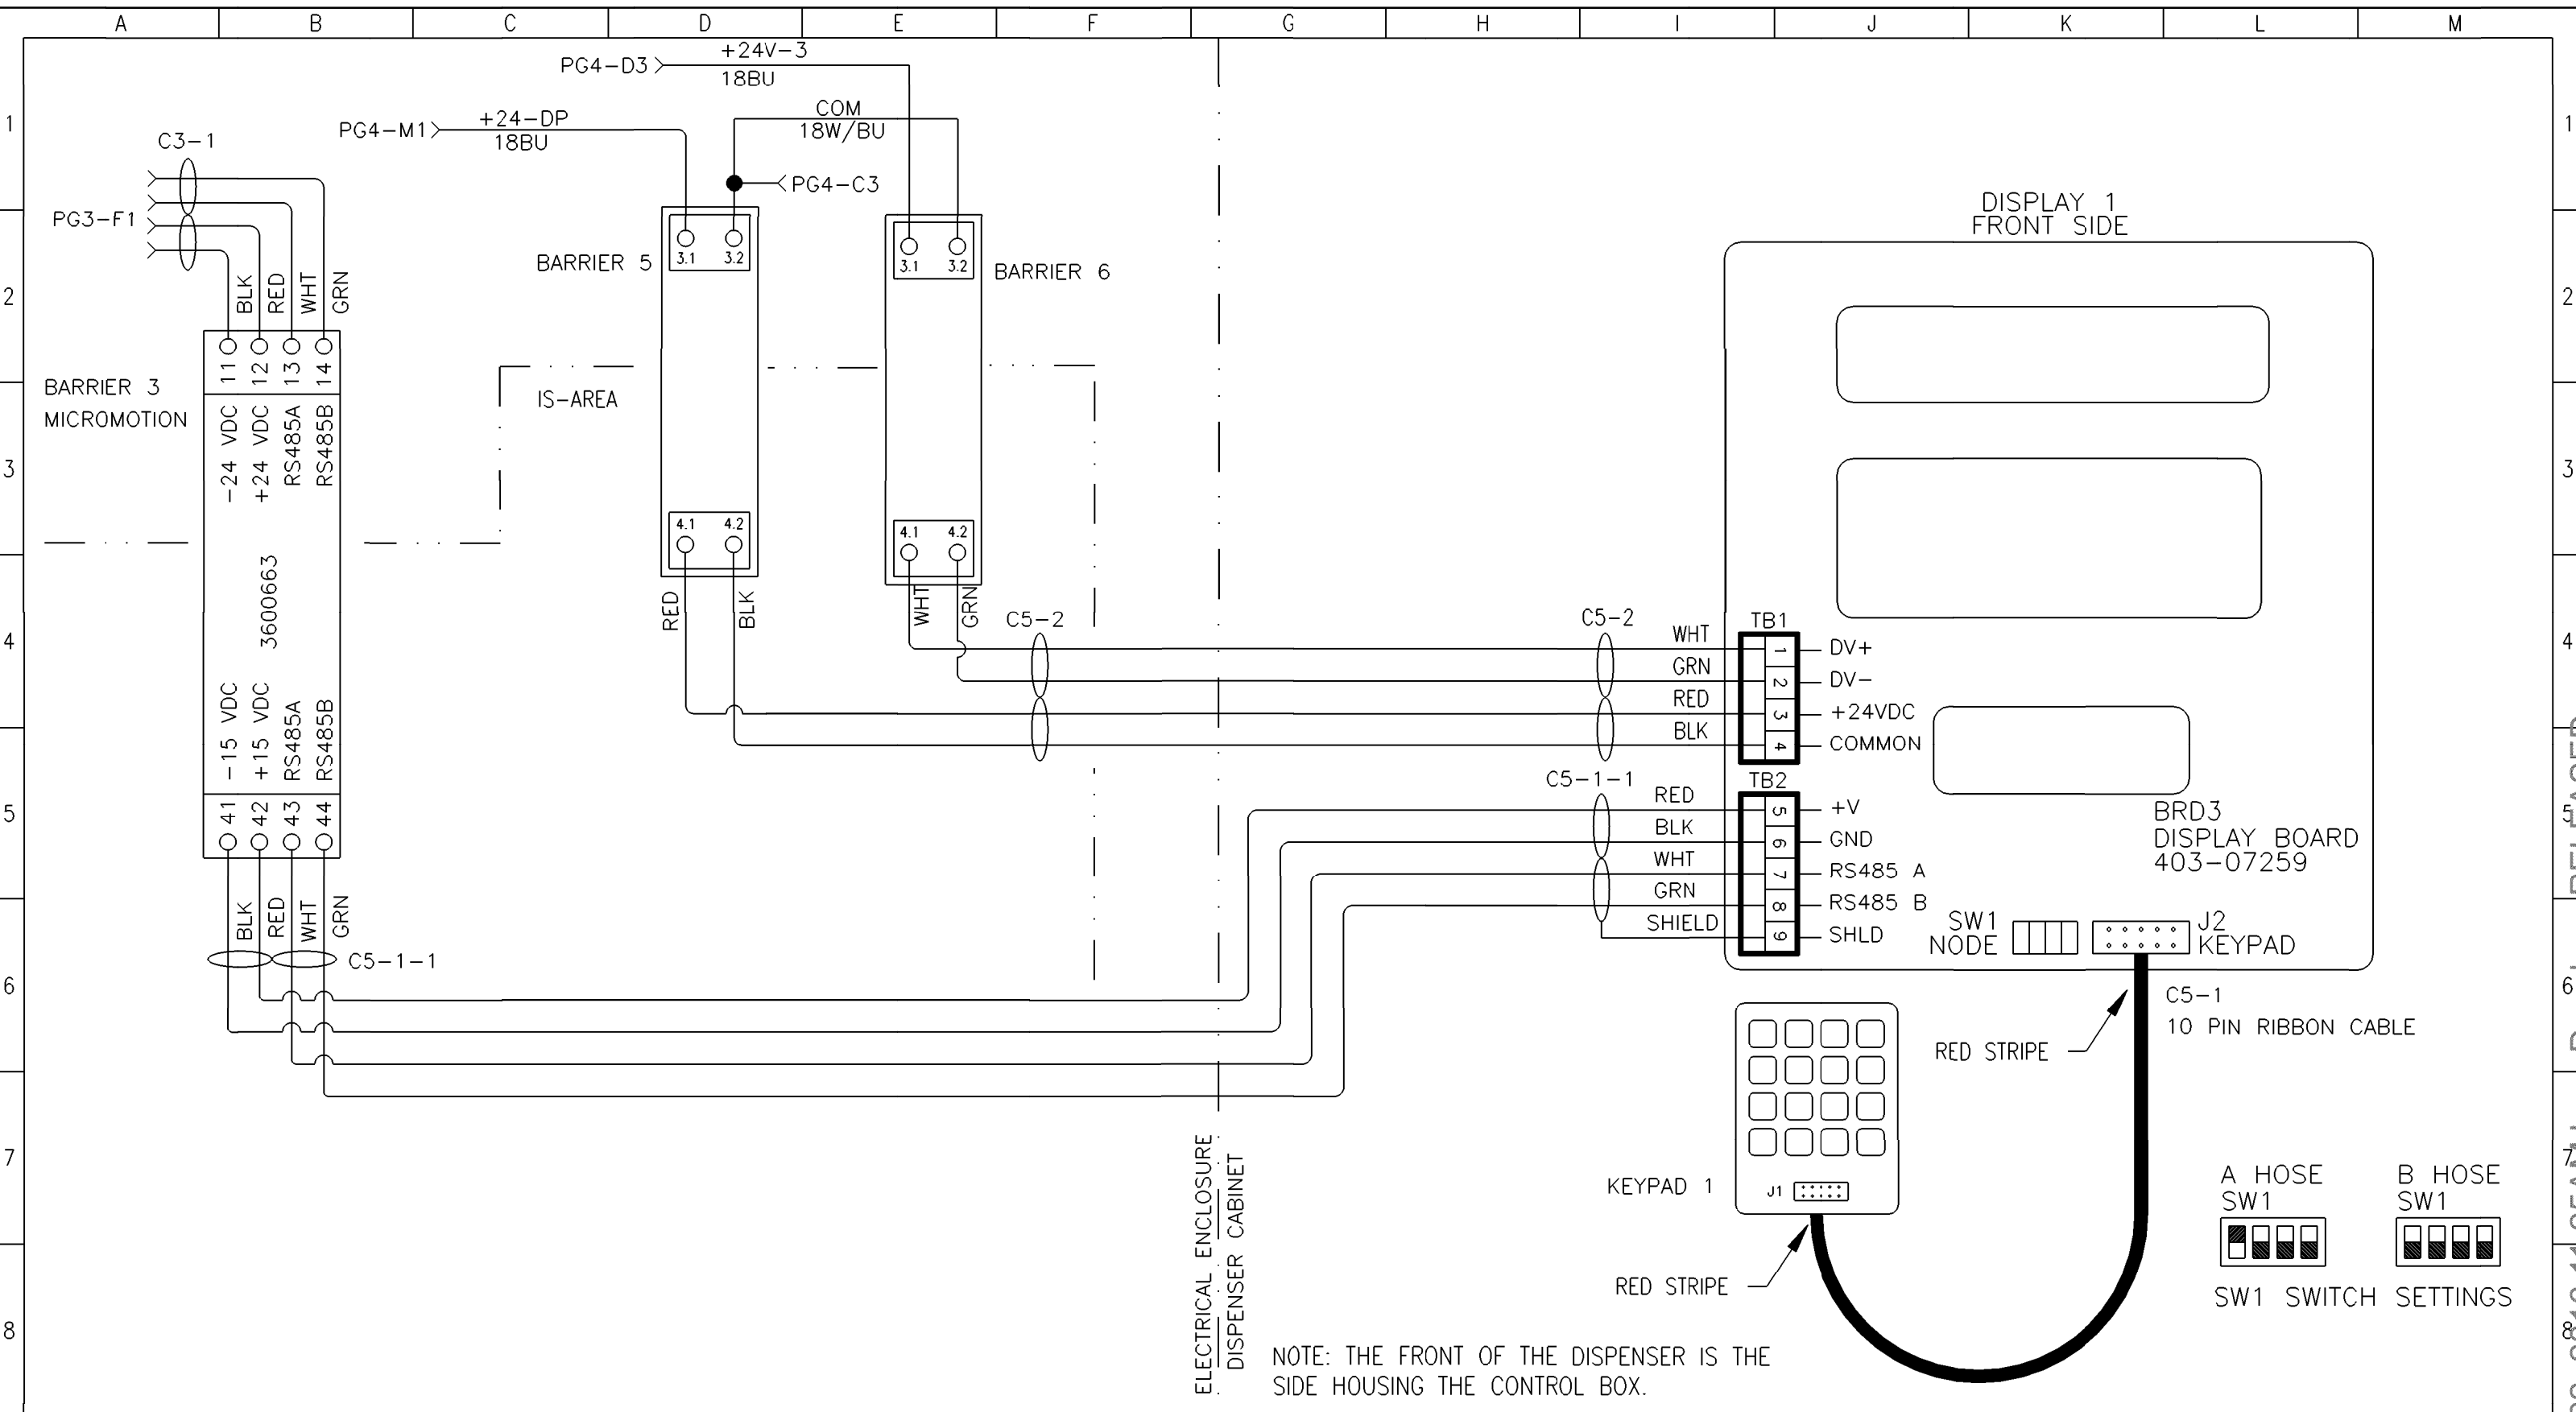 A B C D E F G H I J K L M
1 1
2 2
3 3
4 4
5 5
6 6
7 7
8 8
PG4-D3
+24V-3
18BU
PG4-M1
+24-DP
18BU
COM
18W/BU
PG4-C3
C3-1
PG3-F1
BLK
RED
WHT
GRN
BARRIER 3
MICROMOTION
11
12
13
14
-24 VDC
+24 VDC
RS485A
RS485B
3600663
-15 VDC
+15 VDC
RS485A
RS485B
41
42
43
44
BLK
RED
WHT
GRN
C5-1-1
BARRIER 5
3.1 3.2
4.1 4.2
RED
BLK
BARRIER 6
3.1 3.2
4.1 4.2
WHT
GRN
IS-AREA
C5-2
C5-2
ELECTRICAL ENCLOSURE
DISPENSER CABINET
DISPLAY 1
FRONT SIDE
TB1
WHT 1 DV+
GRN 2 DV-
RED 3 +24VDC
BLK 4 COMMON
C5-1-1
TB2
RED 5 +V
BLK 6 GND
WHT 7 RS485 A
GRN 8 RS485 B
SHIELD 9 SHLD
BRD3
DISPLAY BOARD
403-07259
SW1
NODE
J2
KEYPAD
C5-1
10 PIN RIBBON CABLE
RED STRIPE
KEYPAD 1
J1
RED STRIPE
A HOSE
SW1
B HOSE
SW1
SW1 SWITCH SETTINGS
NOTE: THE FRONT OF THE DISPENSER IS THE
SIDE HOUSING THE CONTROL BOX.